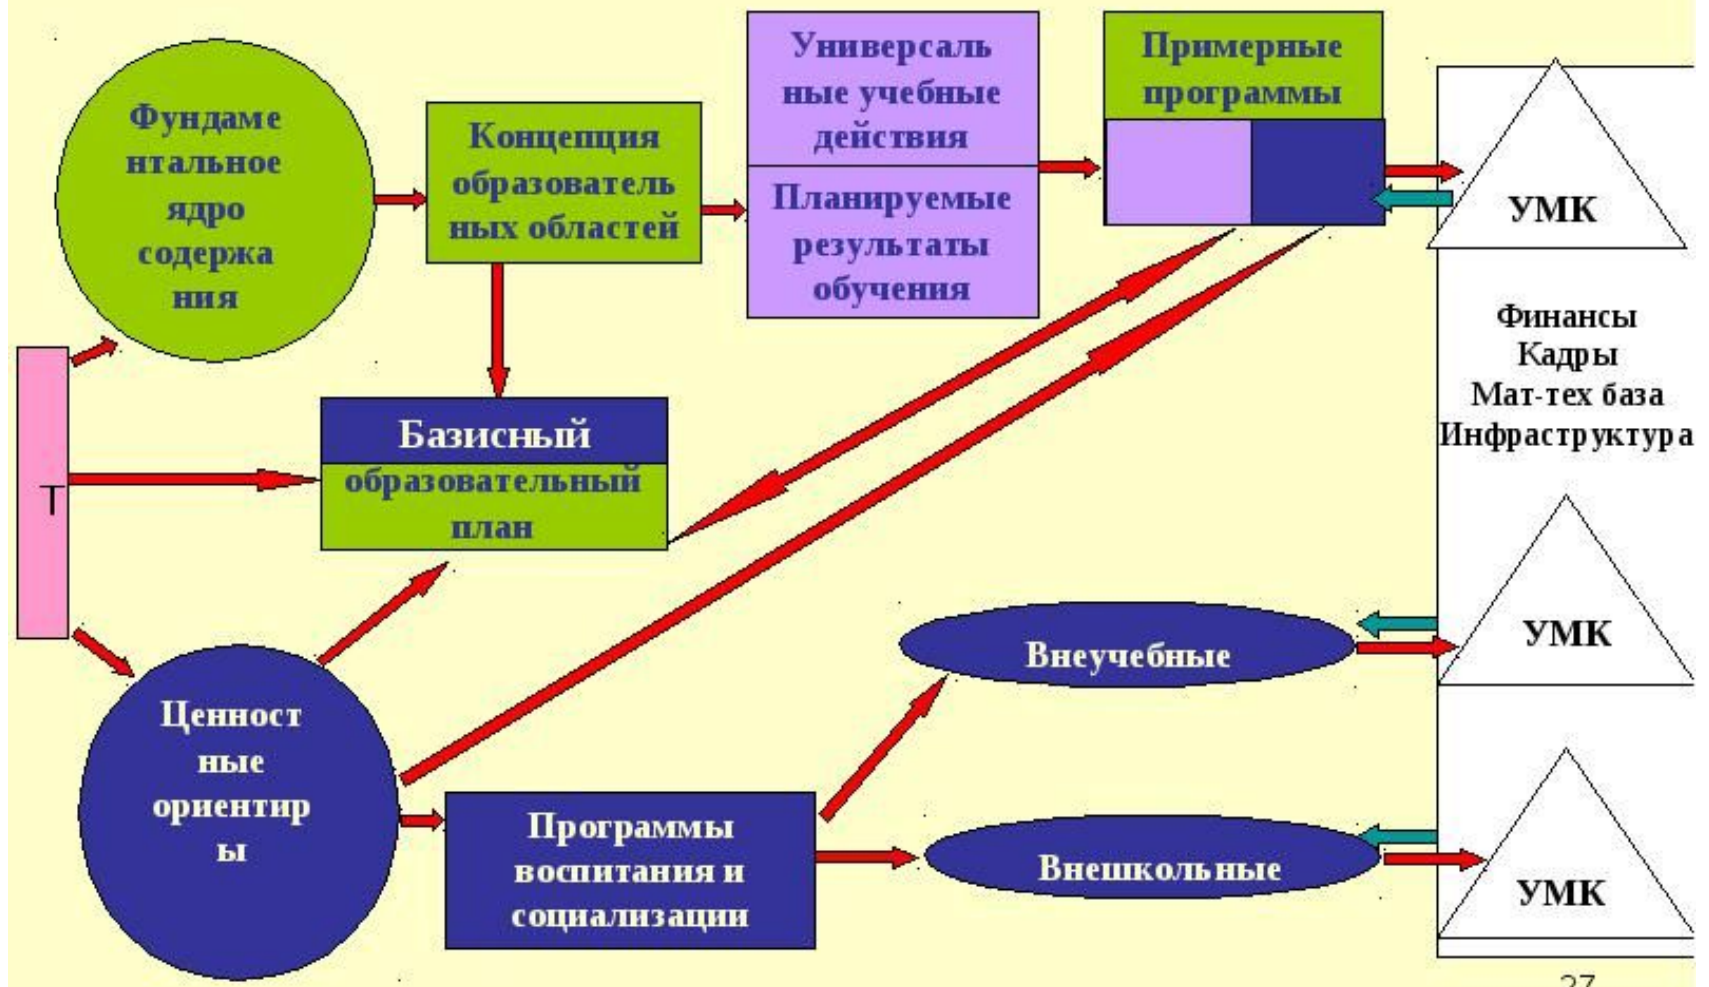 Фундаме
нтальное
ядро
содержа
ния
Концепция
образователь
ных областей
Универсаль
ные учебные
действия
Планируемые
результаты
обучения
Примерные
программы
УМК
Финансы
Кадры
Мат-тех база
Инфраструктура
Т
Базисный
образовательный
план
Ценност
ные
ориентир
ы
Программы
воспитания и
социализации
Внеучебные
УМК
Внешкольные
УМК
27